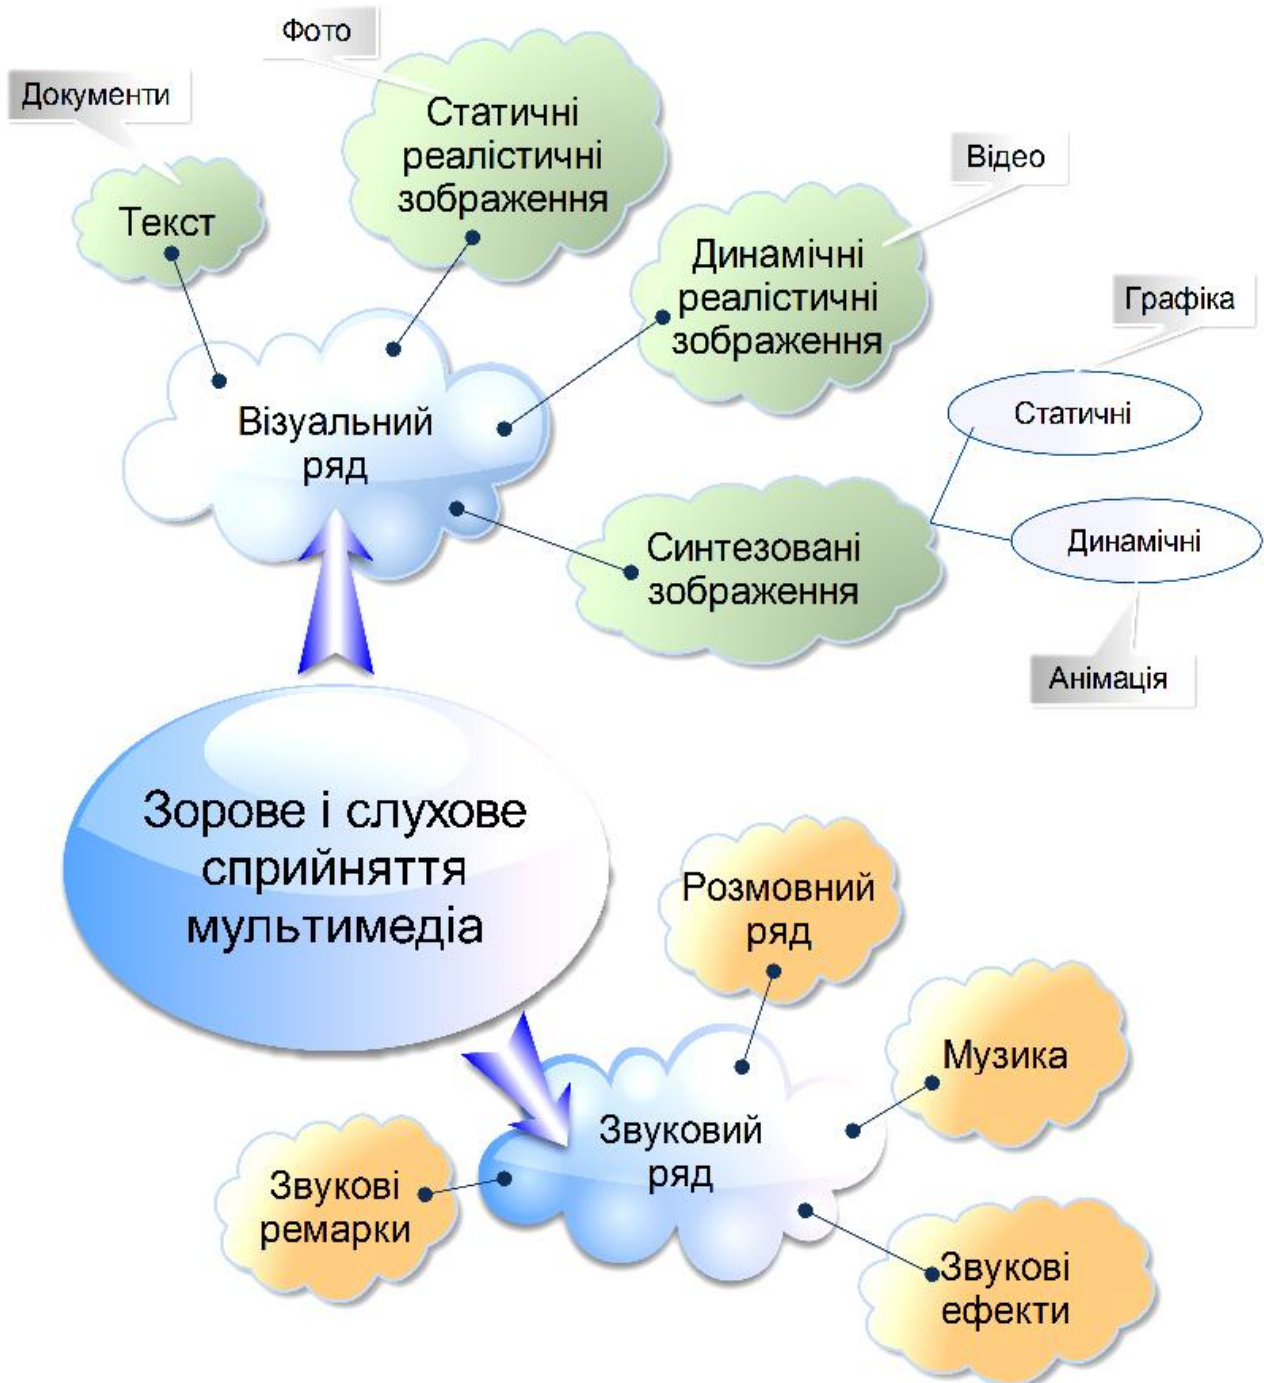 Фото
Документи
Статичні
реалістичні
зображення
Відео
Текст
Динамічні
реалістичні
зображення
Графіка
Статичні
Візуальний
ряд
Синтезовані
зображення
Динамічні
Анімація
Зорове і слухове
сприйняття
мультимедіа
Розмовний
ряд
Музика
Звуковий
ряд
Звукові
ремарки
Звукові
ефекти